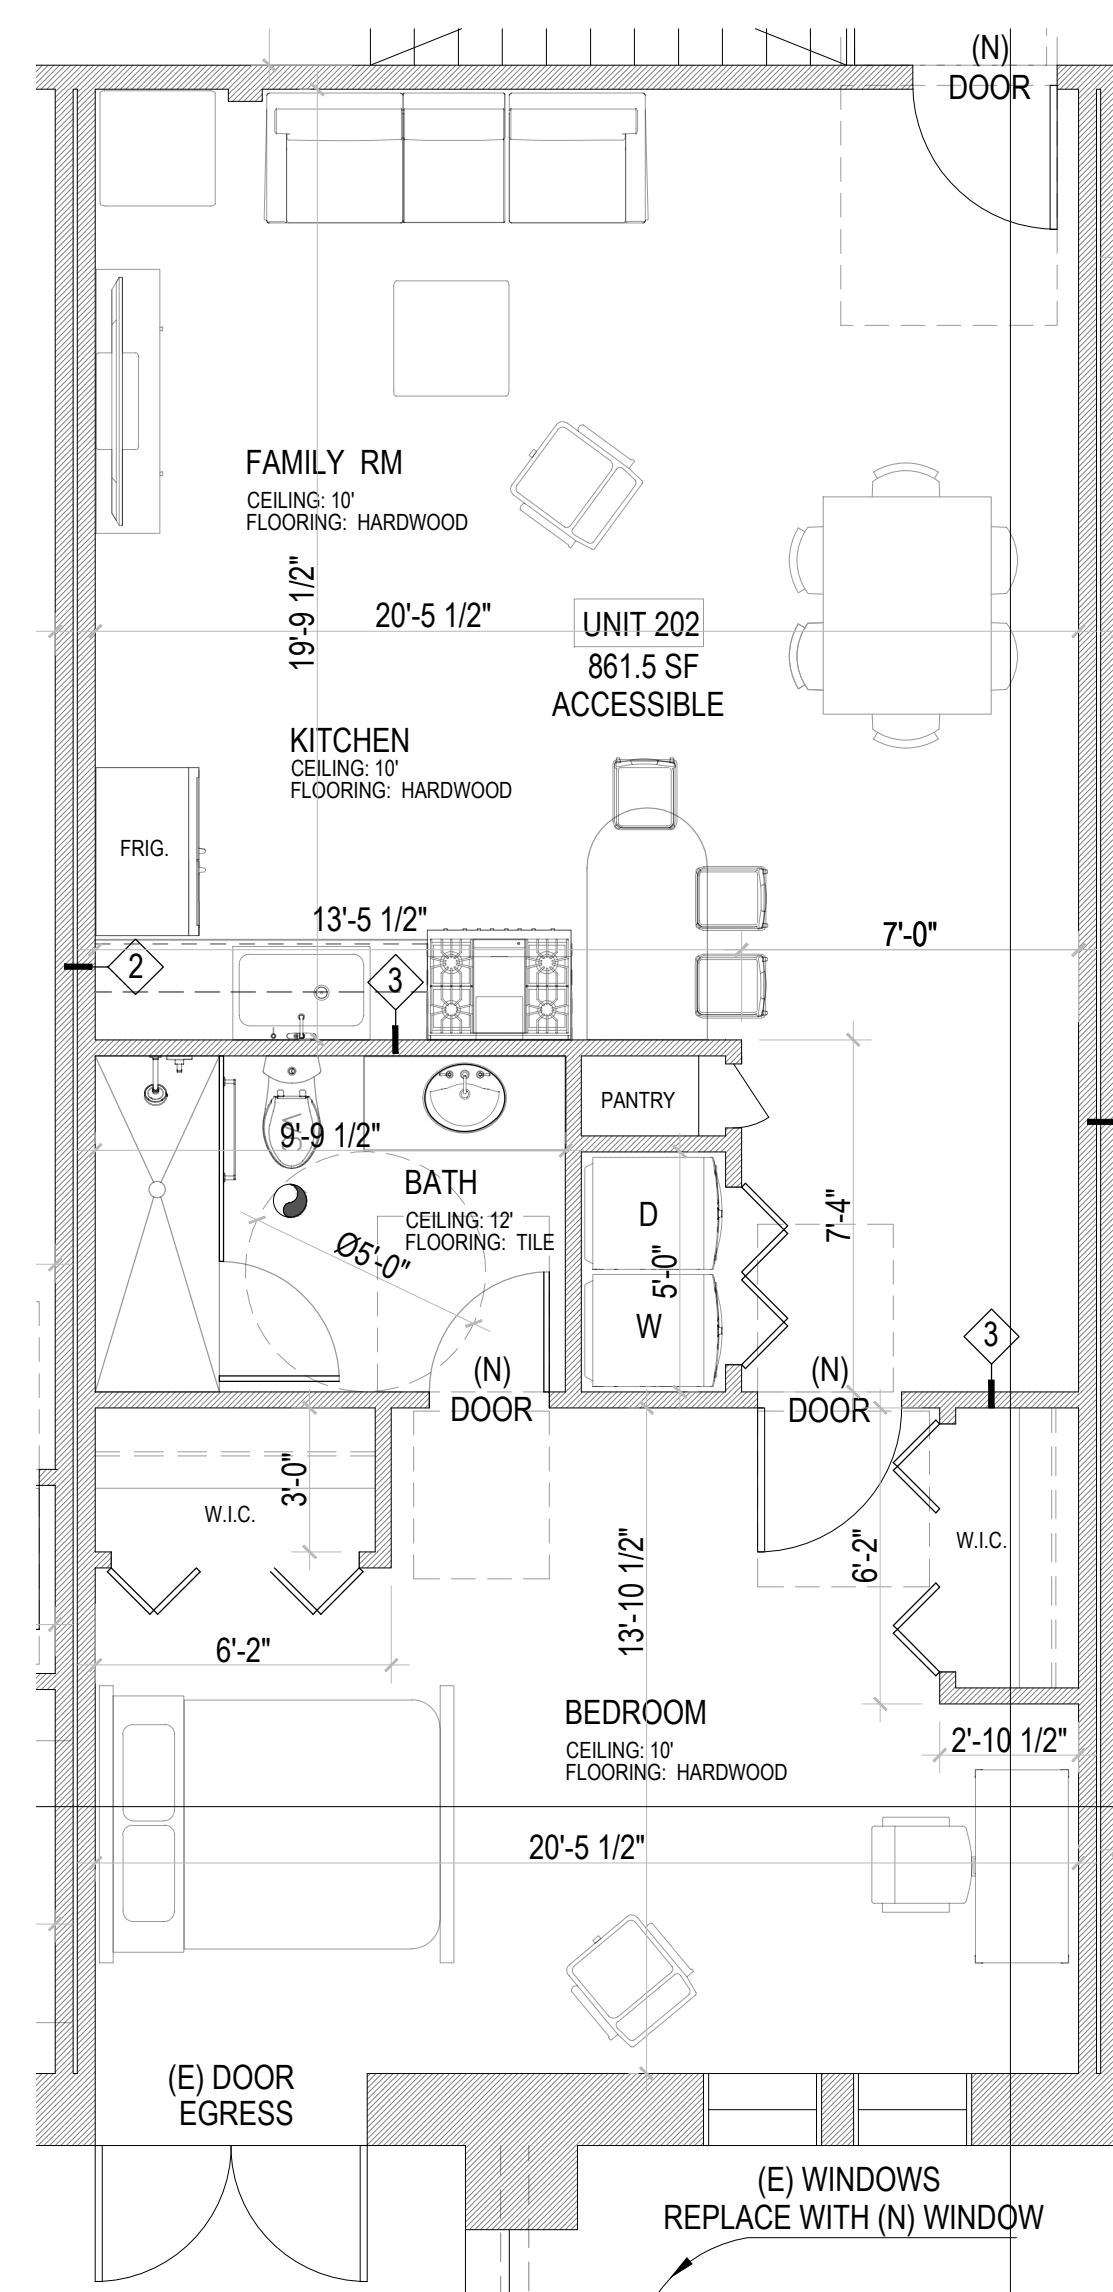 (N)
DOOR
FAMILY RM
CEILING: 10'
FLOORING: HARDWOOD
19'-9 1/2"
20'-5 1/2"
UNIT 202
861.5 SF
ACCESSIBLE
KITCHEN
CEILING: 10'
FLOORING: HARDWOOD
FRIG.
13'-5 1/2"
7'-0"
2
3
PANTRY
9'-9 1/2"
BATH
CEILING: 12'
FLOORING: TILE
Ø5'-0"
D
5'-0"
W
7'-4"
3
(N)
DOOR
(N)
DOOR
3'-0"
W.I.C.
13'-10 1/2"
6'-2"
W.I.C.
6'-2"
BEDROOM
CEILING: 10'
FLOORING: HARDWOOD
2'-10 1/2"
20'-5 1/2"
(E) DOOR
EGRESS
(E) WINDOWS
REPLACE WITH (N) WINDOW